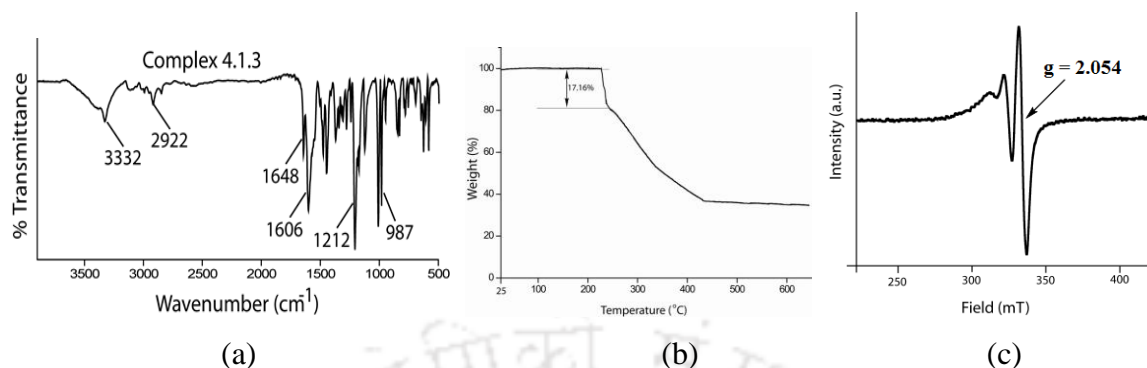 Complex 4.1.3
% Transmittance
3332
2922
1648
1606
1212
987
3500
3000
2500
2000
1500
1000
500
Wavenumber (cm-1)
(a)
Weight (%)
100
80
60
40
20
0
17.16%
25
100
200
300
400
500
600
Temperature (°C)
(b)
Intensity (a.u.)
g = 2.054
250
300
350
400
Field (mT)
(c)